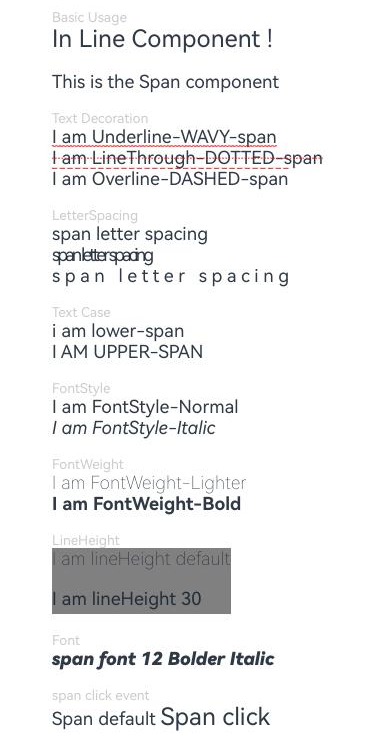 Basic Usage
In Line Component !
This is the Span component
Text Decoration
I am Underline-WAVY-span
I am LineThrough-DOTTED-span
I am Overline-DASHED-span
LetterSpacing
span letter spacing
span letter spacing
span letter spacing
Text Case
i am lower-span
I AM UPPER-SPAN
FontStyle
I am FontStyle-Normal
I am FontStyle-Italic
FontWeight
I am FontWeight-Lighter
I am FontWeight-Bold
LineHeight
I am lineHeight default
I am lineHeight 30
Font
span font 12 Bolder Italic
span click event
Span default Span click